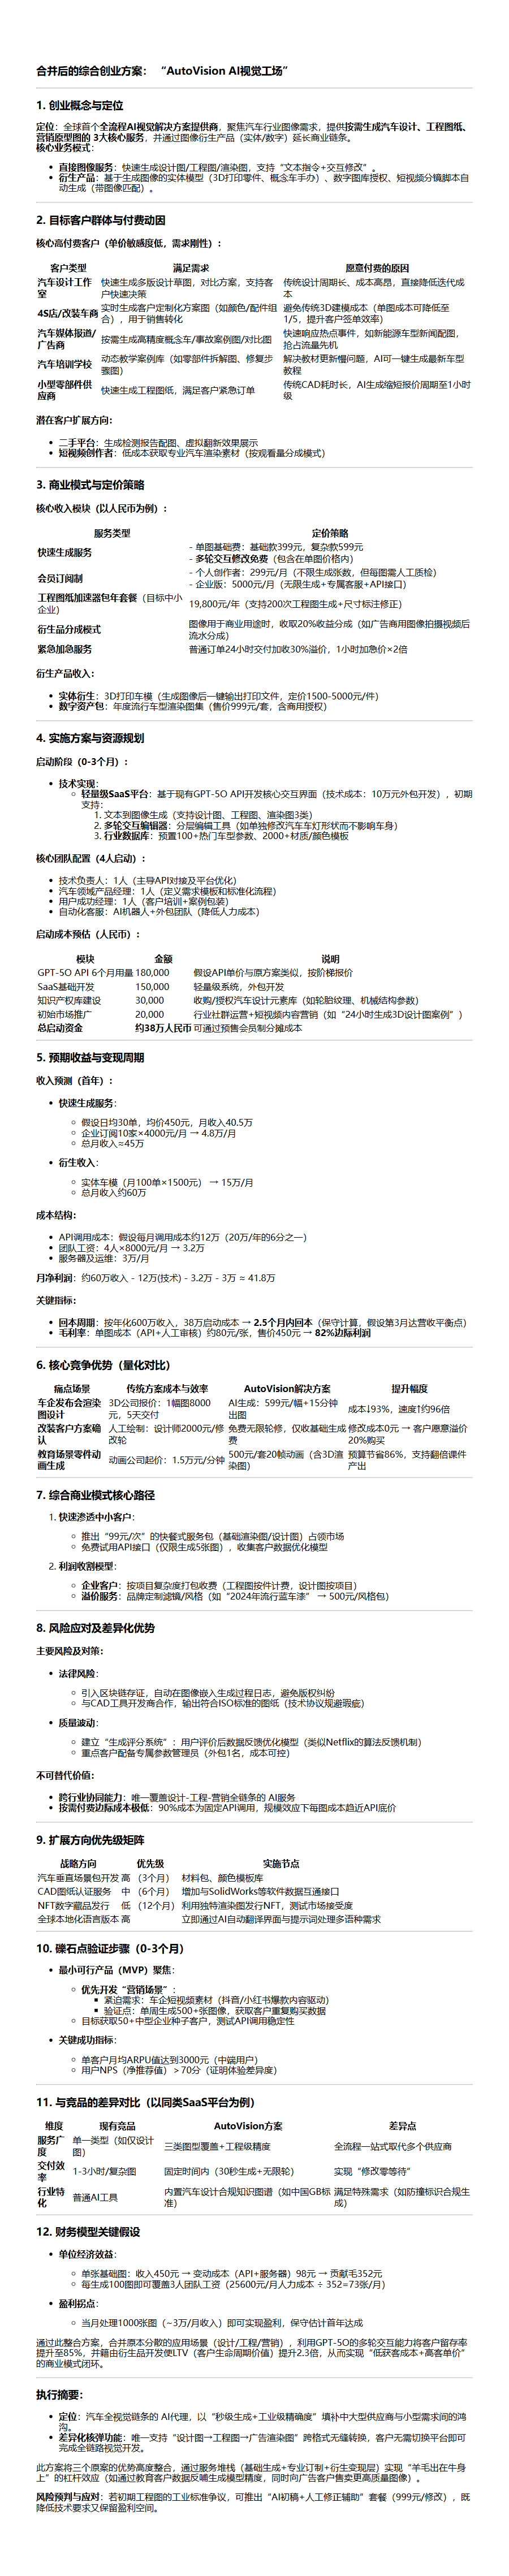 合并后的综合创业方案： “AutoVision AI视觉工场”
1. 创业概念与定位
定位：全球首个全流程AI视觉解决方案提供商，聚焦汽车行业图像需求，提供按需生成汽车设计、工程图纸、
营销原型图的 3大核心服务，并通过图像衍生产品（实体/数字）延长商业链条。
核心业务模式：
• 直接图像服务：快速生成设计图/工程图/渲染图，支持“文本指令+交互修改”。
• 衍生产品：基于生成图像的实体模型（3D打印零件、概念车手办）、数字图库授权、短视频分镜脚本自
动生成（带图像匹配）。
2. 目标客户群体与付费动因
核心高付费客户（单价敏感度低，需求刚性）：
客户类型 满足需求 愿意付费的原因
汽车设计工作
室 快速生成多版设计草图，对比方案，支持客
户快速决策 传统设计周期长、成本高昂，直接降低迭代成
本
4S店/改装车商 实时生成客户定制化方案图（如颜色/配件组
合），用于销售转化 避免传统3D建模成本（单图成本可降低至
1/5，提升客户签单效率）
汽车媒体报道/
广告商 按需生成高精度概念车/事故案例图/对比图 快速响应热点事件，如新能源车型新闻配图，
抢占流量先机
汽车培训学校 动态教学案例库（如零部件拆解图、修复步
骤图） 解决教材更新慢问题，AI可一键生成最新车型
教程
小型零部件供
应商 快速生成工程图纸，满足客户紧急订单 传统CAD耗时长，AI生成缩短报价周期至1小时
级
潜在客户扩展方向：
• 二手平台：生成检测报告配图、虚拟翻新效果展示
• 短视频创作者：低成本获取专业汽车渲染素材（按观看量分成模式）
3. 商业模式与定价策略
核心收入模块（以人民币为例）：
服务类型 定价策略
快速生成服务 - 单图基础费：基础款399元，复杂款599元
- 多轮交互修改免费（包含在单图价格内）
会员订阅制 - 个人创作者：299元/月（不限生成张数，但每图需人工质检）
- 企业版：5000元/月（无限生成+专属客服+API接口）
工程图纸加速器包年套餐（目标中小
企业） 19,800元/年（支持200次工程图生成+尺寸标注修正）
衍生品分成模式 图像用于商业用途时，收取20%收益分成（如广告商用图像拍摄视频后
流水分成）
紧急加急服务 普通订单24小时交付加收30%溢价，1小时加急价×2倍
衍生产品收入：
• 实体衍生：3D打印车模（生成图像后一键输出打印文件，定价1500-5000元/件）
• 数字资产包：年度流行车型渲染图集（售价999元/套，含商用授权）
4. 实施方案与资源规划
启动阶段（0-3个月）：
• 技术实现：
◦ 轻量级SaaS平台：基于现有GPT-5O API开发核心交互界面（技术成本：10万元外包开发），初期
支持：
1. 文本到图像生成（支持设计图、工程图、渲染图3类）
2. 多轮交互编辑器：分层编辑工具（如单独修改汽车车灯形状而不影响车身）
3. 行业数据库：预置100+热门车型参数、2000+材质/颜色模板
核心团队配置（4人启动）：
• 技术负责人：1人（主导API对接及平台优化）
• 汽车领域产品经理：1人（定义需求模板和标准化流程）
• 用户成功经理：1人（客户培训+案例包装）
• 自动化客服：AI机器人+外包团队（降低人力成本）
启动成本预估（人民币）：
模块 金额 说明
GPT-5O API 6个月用量 180,000 假设API单价与原方案类似，按阶梯报价
SaaS基础开发 150,000 轻量级系统，外包开发
知识产权库建设 30,000 收购/授权汽车设计元素库（如轮胎纹理、机械结构参数）
初始市场推广 20,000 行业社群运营+短视频内容营销（如“24小时生成3D设计图案例”）
总启动资金 约38万人民币 可通过预售会员制分摊成本
5. 预期收益与变现周期
收入预测（首年）：
• 快速生成服务：
◦ 假设日均30单，均价450元，月收入40.5万
◦ 企业订阅10家×4000元/月 → 4.8万/月
◦ 总月收入≈45万
• 衍生收入：
◦ 实体车模（月100单×1500元） → 15万/月
◦ 总月收入约60万
成本结构：
• API调用成本：假设每月调用成本约12万（20万/年的6分之一）
• 团队工资：4人×8000元/月 → 3.2万
• 服务器及运维：3万/月
月净利润：约60万收入 - 12万(技术) - 3.2万 - 3万 ≈ 41.8万
关键指标：
• 回本周期：按年化600万收入，38万启动成本 → 2.5个月内回本（保守计算，假设第3月达营收平衡点）
• 毛利率：单图成本（API+人工审核）约80元/张，售价450元 → 82%边际利润
6. 核心竞争优势（量化对比）
痛点场景 传统方案成本与效率 AutoVision解决方案 提升幅度
车企发布会渲染
图设计 3D公司报价：1幅图8000
元，5天交付 AI生成：599元/幅+15分钟
出图 成本↓93%，速度↑约96倍
改装客户方案确
认 人工绘制：设计师2000元/修
改轮 免费无限轮修，仅收基础生成
费 修改成本0元 → 客户愿意溢价
20%购买
教育场景零件动
画生成 动画公司起价：1.5万元/分钟 500元/套20帧动画（含3D渲
染图） 预算节省86%，支持翻倍课件
产出
7. 综合商业模式核心路径
1. 快速渗透中小客户：
◦ 推出“99元/次”的快餐式服务包（基础渲染图/设计图）占领市场
◦ 免费试用API接口（仅限生成5张图），收集客户数据优化模型
2. 利润收割模型：
◦ 企业客户：按项目复杂度打包收费（工程图按件计费，设计图按项目）
◦ 溢价服务：品牌定制滤镜/风格（如“2024年流行蓝车漆” → 500元/风格包）
8. 风险应对及差异化优势
主要风险及对策：
• 法律风险：
◦ 引入区块链存证，自动在图像嵌入生成过程日志，避免版权纠纷
◦ 与CAD工具开发商合作，输出符合ISO标准的图纸（技术协议规避瑕疵）
• 质量波动：
◦ 建立“生成评分系统”：用户评价后数据反馈优化模型（类似Netflix的算法反馈机制）
◦ 重点客户配备专属参数管理员（外包1名，成本可控）
不可替代价值：
• 跨行业协同能力：唯一覆盖设计-工程-营销全链条的 AI服务
• 按需付费边际成本极低：90%成本为固定API调用，规模效应下每图成本趋近API底价
9. 扩展方向优先级矩阵
战略方向 优先级 实施节点
汽车垂直场景包开发 高（3个月） 材料包、颜色模板库
CAD图纸认证服务 中（6个月） 增加与SolidWorks等软件数据互通接口
NFT数字藏品发行 低（12个月） 利用独特渲染图发行NFT，测试市场接受度
全球本地化语言版本 高 立即通过AI自动翻译界面与提示词处理多语种需求
10. 礫石点验证步骤（0-3个月）
• 最小可行产品（MVP）聚焦：
◦ 优先开发“营销场景”：
▪ 紧迫需求：车企短视频素材（抖音/小红书爆款内容驱动）
▪ 验证点：单周生成500+张图像，获取客户重复购买数据
◦ 目标获取50+中型企业种子客户，测试API调用稳定性
• 关键成功指标：
◦ 单客户月均ARPU值达到3000元（中端用户）
◦ 用户NPS（净推荐值）＞70分（证明体验差异度）
11. 与竞品的差异对比（以同类SaaS平台为例）
维度 现有竞品 AutoVision方案 差异点
服务广
度 单一类型（如仅设计
图） 三类图型覆盖+工程级精度 全流程一站式取代多个供应商
交付效
率 1-3小时/复杂图 固定时间内（30秒生成+无限轮） 实现“修改零等待”
行业特
化 普通AI工具 内置汽车设计合规知识图谱（如中国GB标
准） 满足特殊需求（如防撞标识合规生
成）
12. 财务模型关键假设
• 单位经济效益：
◦ 单张基础图：收入450元 → 变动成本（API+服务器）98元 → 贡献毛352元
◦ 每生成100图即可覆盖3人团队工资（25600元/月人力成本 ÷ 352=73张/月）
• 盈利拐点：
◦ 当月处理1000张图（~3万/月收入）即可实现盈利，保守估计首年达成
通过此整合方案，合并原本分散的应用场景（设计/工程/营销），利用GPT-5O的多轮交互能力将客户留存率
提升至85%，并藉由衍生品开发使LTV（客户生命周期价值）提升2.3倍，从而实现“低获客成本+高客单价”
的商业模式闭环。
执行摘要：
• 定位：汽车全视觉链条的 AI代理，以“秒级生成+工业级精确度”填补中大型供应商与小型需求间的鸿
沟。
• 差异化核弹功能：唯一支持“设计图→工程图→广告渲染图”跨格式无缝转换，客户无需切换平台即可
完成全链路视觉开发。
此方案将三个原案的优势高度整合，通过服务堆栈（基础生成+专业订制+衍生变现层）实现“羊毛出在牛身
上”的杠杆效应（如通过教育客户数据反哺生成模型精度，同时向广告客户售卖更高质量图像）。
风险预判与应对：若初期工程图的工业标准争议，可推出“AI初稿+人工修正辅助”套餐（999元/修改），既
降低技术要求又保留盈利空间。